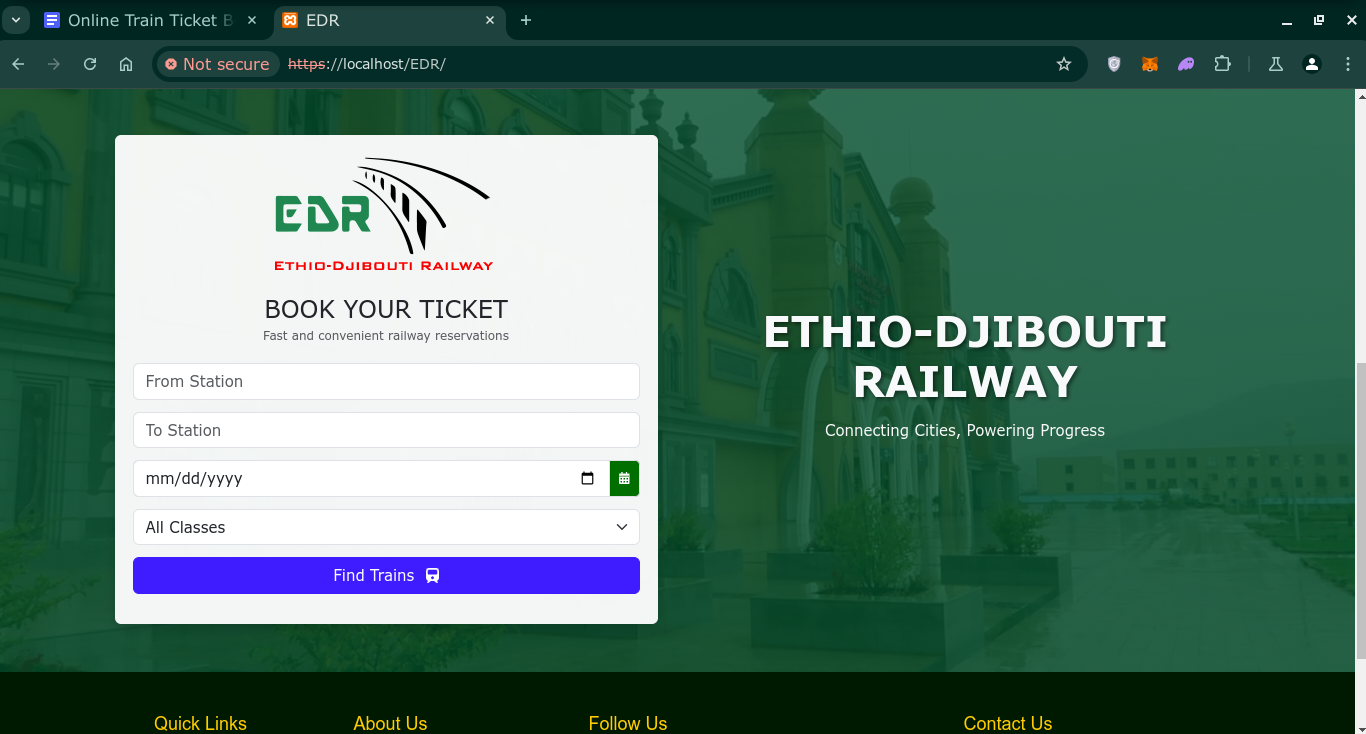 Online Train Ticket B
EDR
Not secure
https://localhost/EDR/
EDR
ETHIO-DJIBOUTI RAILWAY
BOOK YOUR TICKET
Fast and convenient railway reservations
From Station
To Station
mm/dd/yyyy
All Classes
Find Trains
ETHIO-DJIBOUTI
RAILWAY
Connecting Cities, Powering Progress
Quick Links
About Us
Follow Us
Contact Us